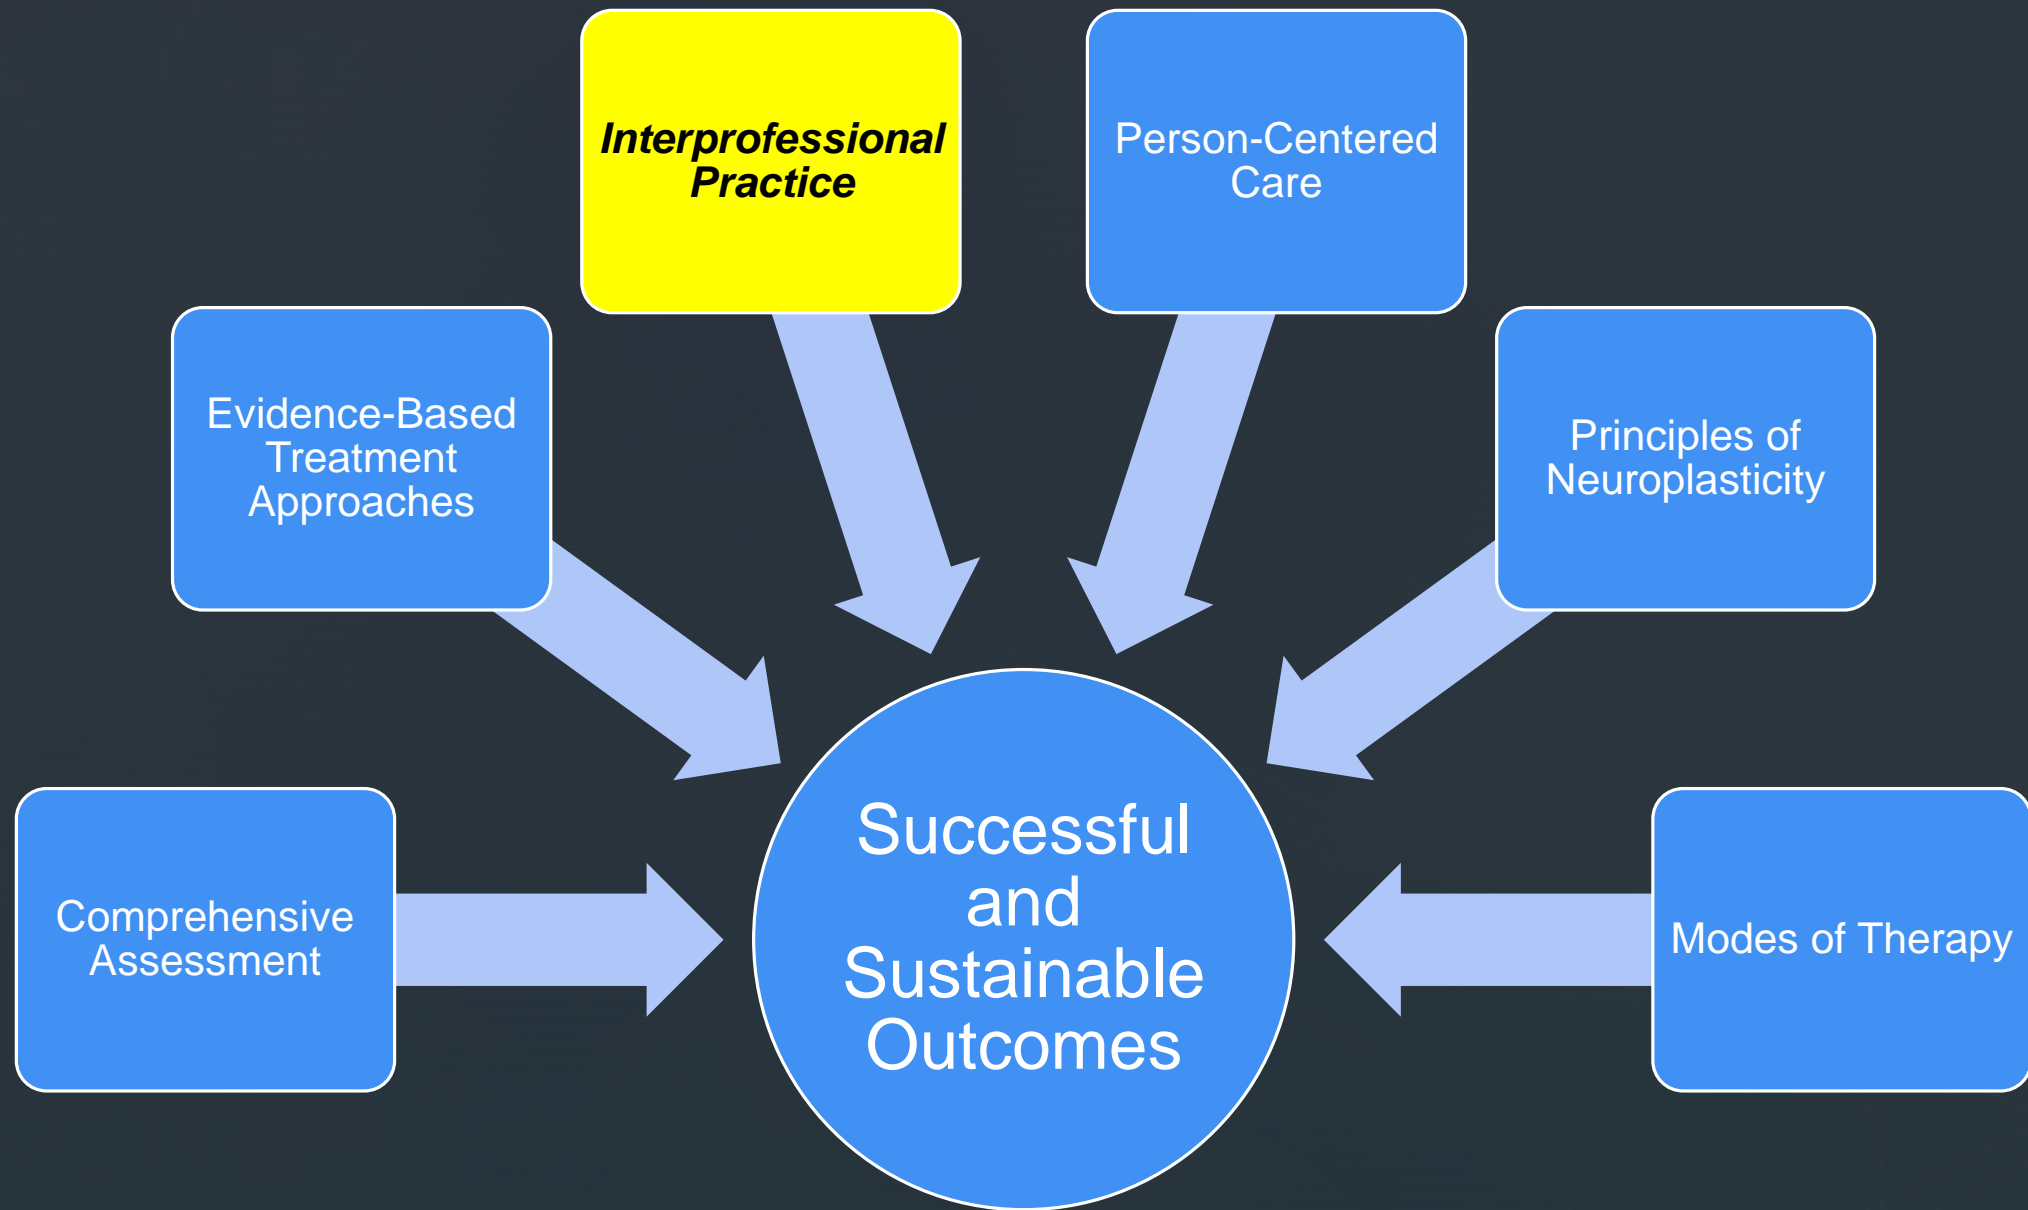 Interprofessional
Practice
Person-Centered
Care
Evidence-Based
Treatment
Approaches
Principles of
Neuroplasticity
Comprehensive
Assessment
Successful
and
Sustainable
Outcomes
Modes of Therapy